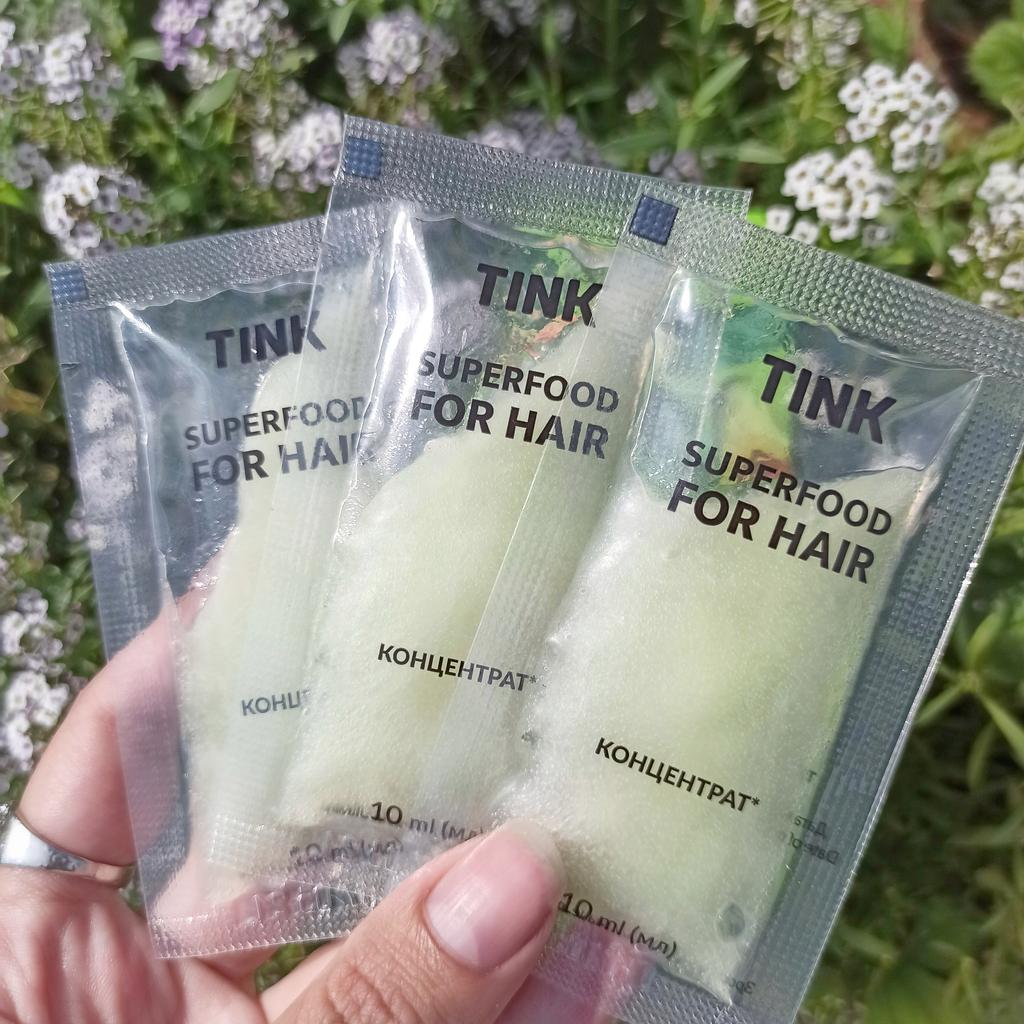 TINK
SUPERFOOD
FOR HAIR
КОНЦ
TINK
SUPERFOOD
FOR HAIR
КОНЦЕНТРАТ*
10 ml (мл)
TINK
SUPERFOOD
FOR HAIR
КОНЦЕНТРАТ*
10 ml (мл)